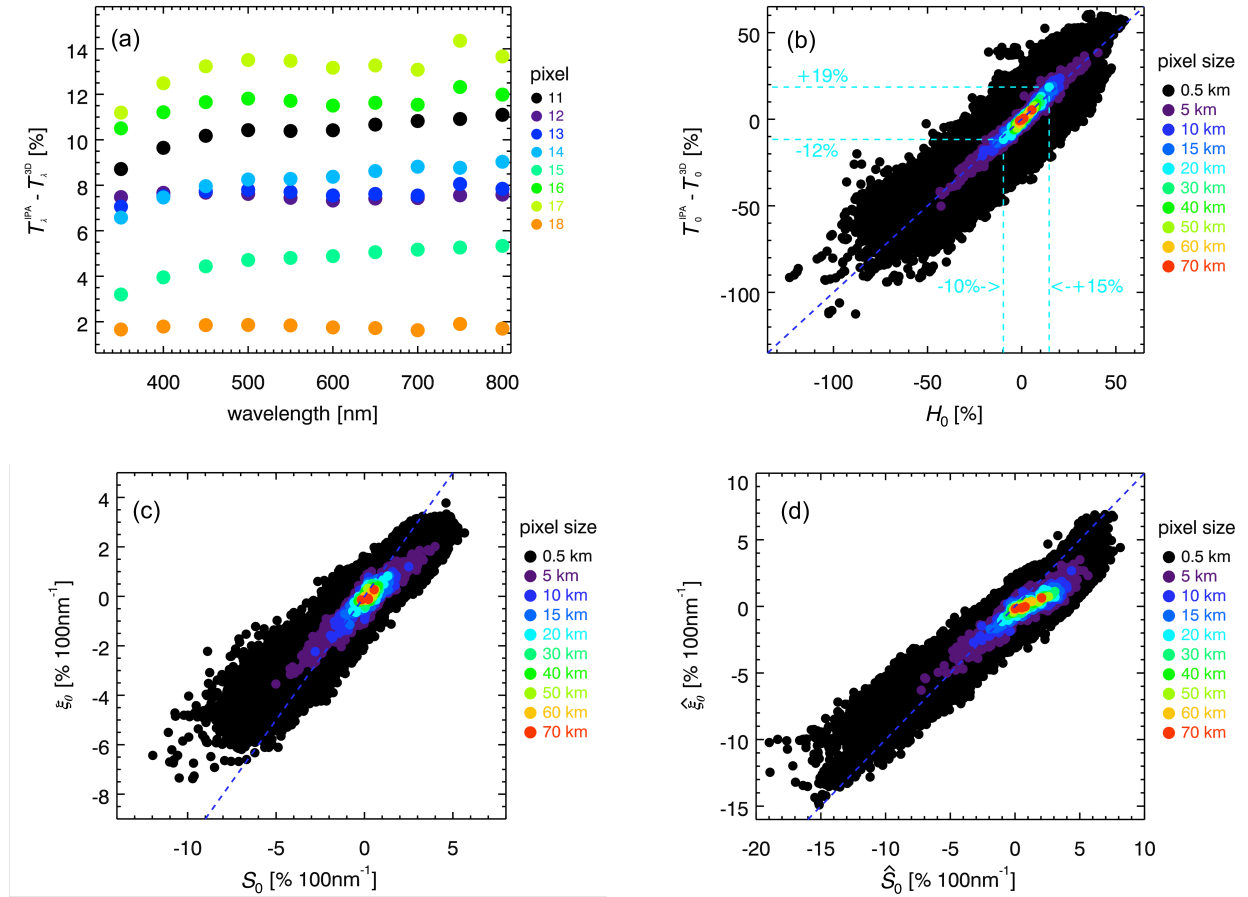 (a)
14
12
10
8
6
4
2
400 500 600 700 800
wavelength [nm]
T_λ^IPA - T_λ^3D [%]
pixel
11
12
13
14
15
16
17
18
(b)
50
0
-50
-100
-100 -50 0 50
H_0 [%]
T_0^IPA - T_0^3D [%]
+19%
-12%
-10%->
<-+15%
pixel size
0.5 km
5 km
10 km
15 km
20 km
30 km
40 km
50 km
60 km
70 km
(c)
4
2
0
-2
-4
-6
-8
-10 -5 0 5
S_0 [% 100nm^-1]
ξ_0 [% 100nm^-1]
pixel size
0.5 km
5 km
10 km
15 km
20 km
30 km
40 km
50 km
60 km
70 km
(d)
10
5
0
-5
-10
-15
-20 -15 -10 -5 0 5 10
Ŝ_0 [% 100nm^-1]
ξ̂_0 [% 100nm^-1]
pixel size
0.5 km
5 km
10 km
15 km
20 km
30 km
40 km
50 km
60 km
70 km